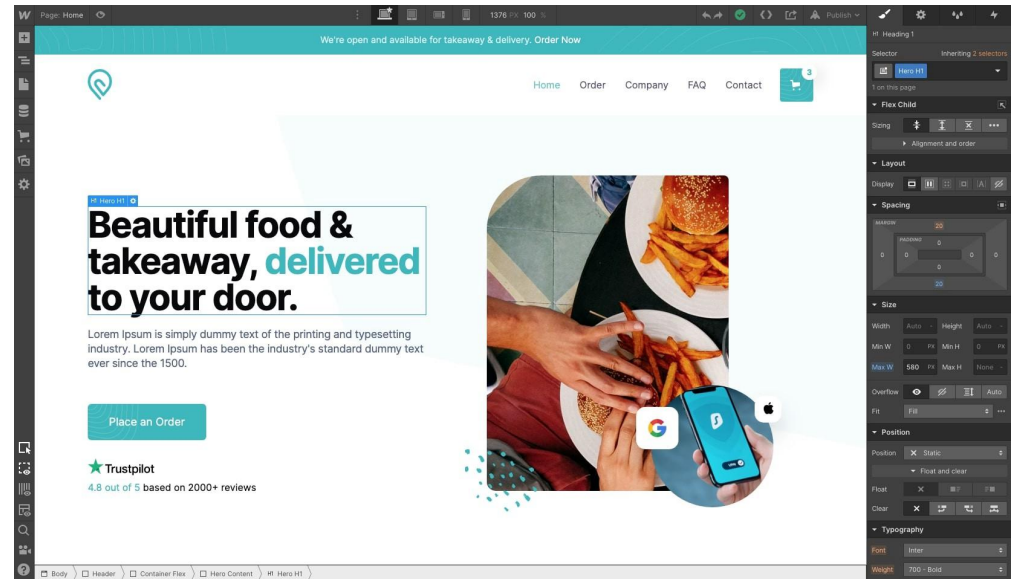 W Page: Home 1376 PX 100 % Publish
We're open and available for takeaway & delivery. Order Now
Home Order Company FAQ Contact 3
H1 Hero H1
Beautiful food &
takeaway, delivered
to your door.
Lorem Ipsum is simply dummy text of the printing and typesetting
industry. Lorem Ipsum has been the industry's standard dummy text
ever since the 1500.
Place an Order
Trustpilot
4.8 out of 5 based on 2000+ reviews
Body Header Container Flex Hero Content H1 Hero H1
H1 Heading 1
Selector Inheriting 2 selectors
Hero H1
1 on this page
Flex Child
Sizing
Alignment and order
Layout
Display
Spacing
MARGIN 20
PADDING 0
0 0 0 0
0
20
Size
Width Auto - Height Auto -
Min W 0 PX Min H 0 PX
Max W 580 PX Max H None -
Overflow Auto
Fit Fill
Position
Position Static
Float and clear
Float
Clear
Typography
Font Inter
Weight 700 - Bold